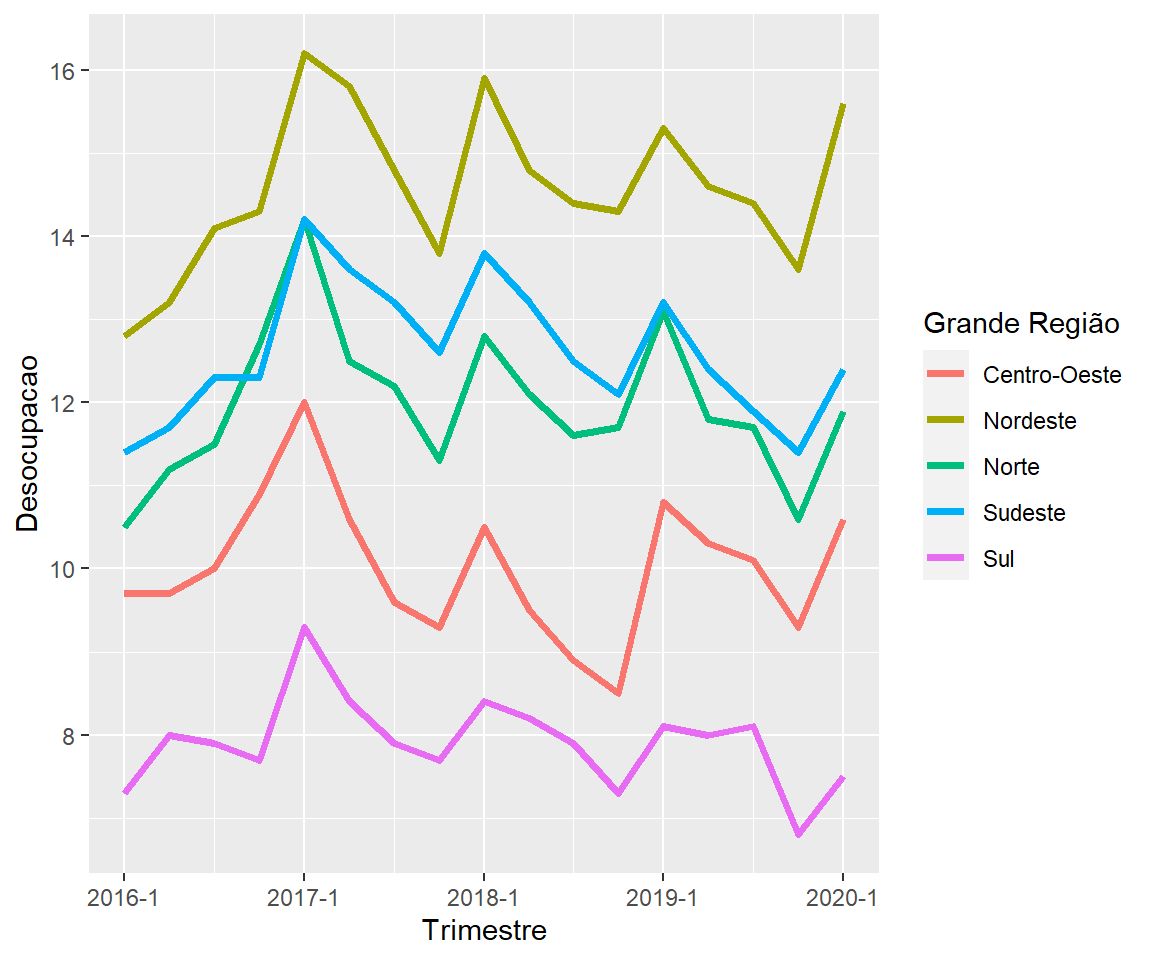 16
14
12
10
8
Desocupacao
2016-1
2017-1
2018-1
2019-1
2020-1
Trimestre
Grande Região
Centro-Oeste
Nordeste
Norte
Sudeste
Sul